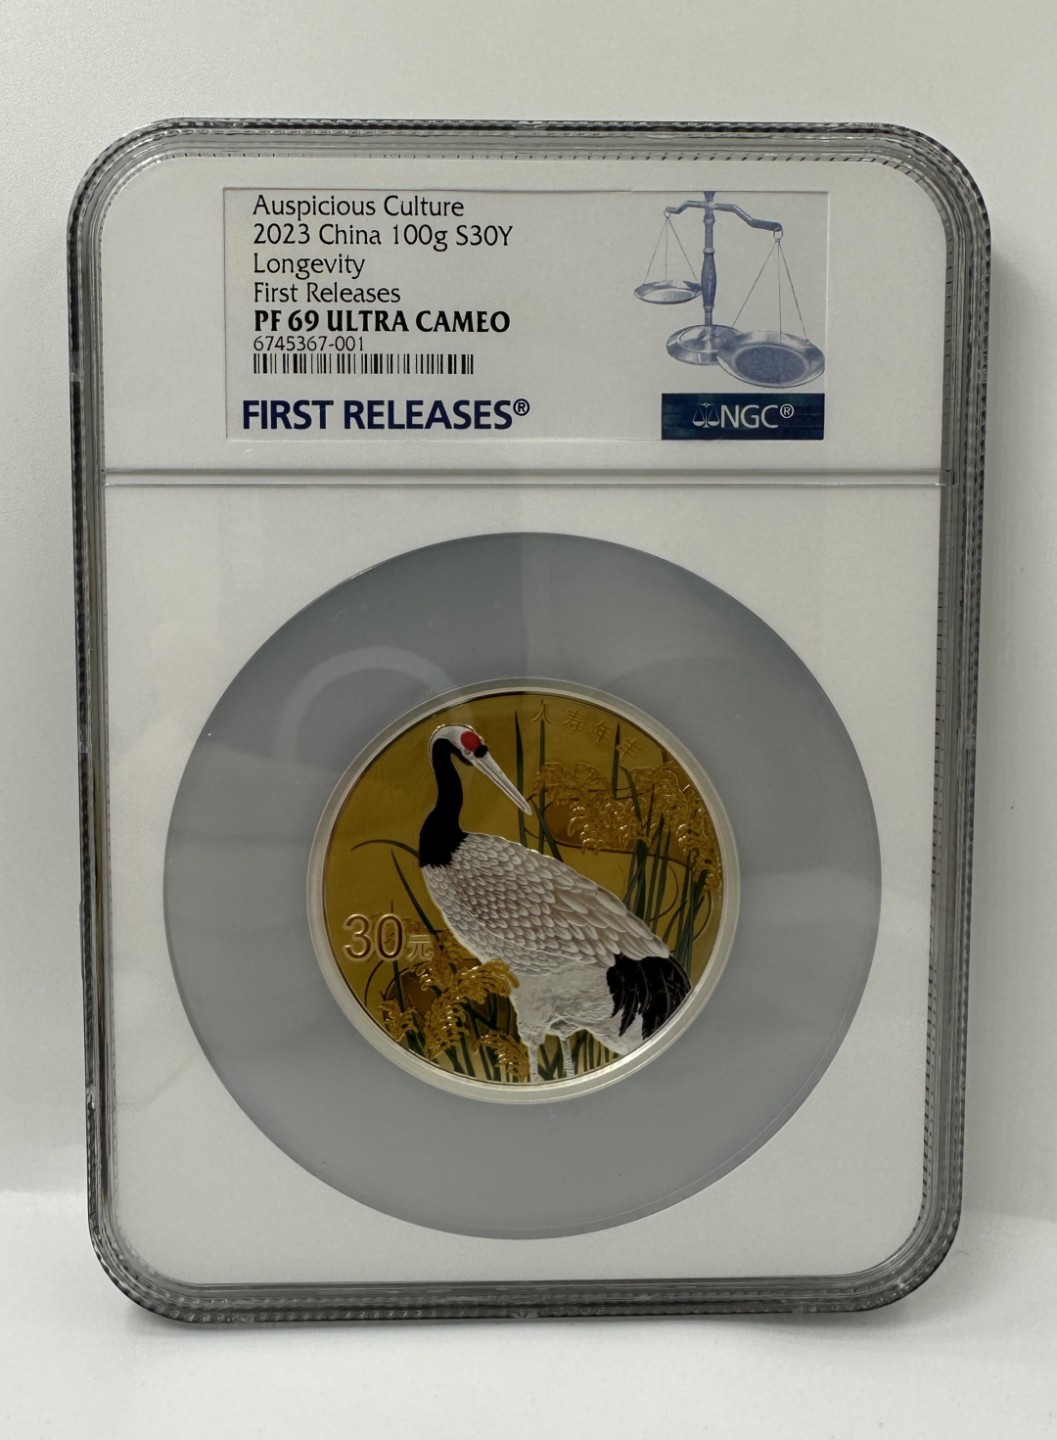 Auspicious Culture
2023 China 100g S30Y
Longevity
First Releases
PF 69 ULTRA CAMEO
6745367-001
FIRST RELEASES®
NGC®
人寿年丰
30元